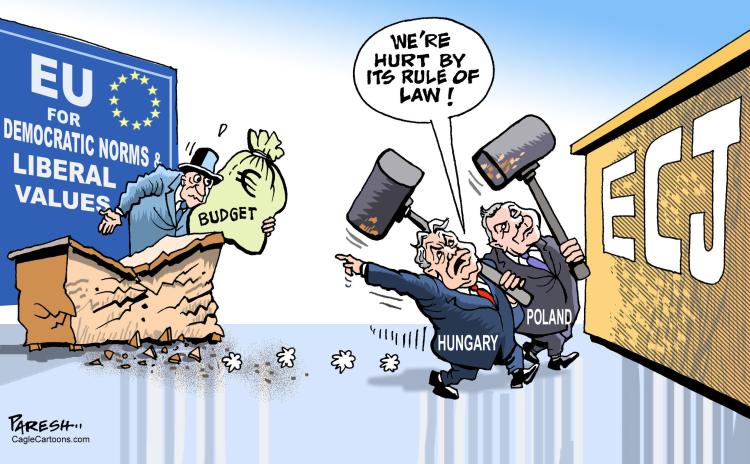 EU
FOR
DEMOCRATIC NORMS &
LIBERAL
VALUES
€
BUDGET
WE'RE
HURT BY
ITS RULE OF
LAW!
HUNGARY
POLAND
ECJ
PARESH..
CagleCartoons.com